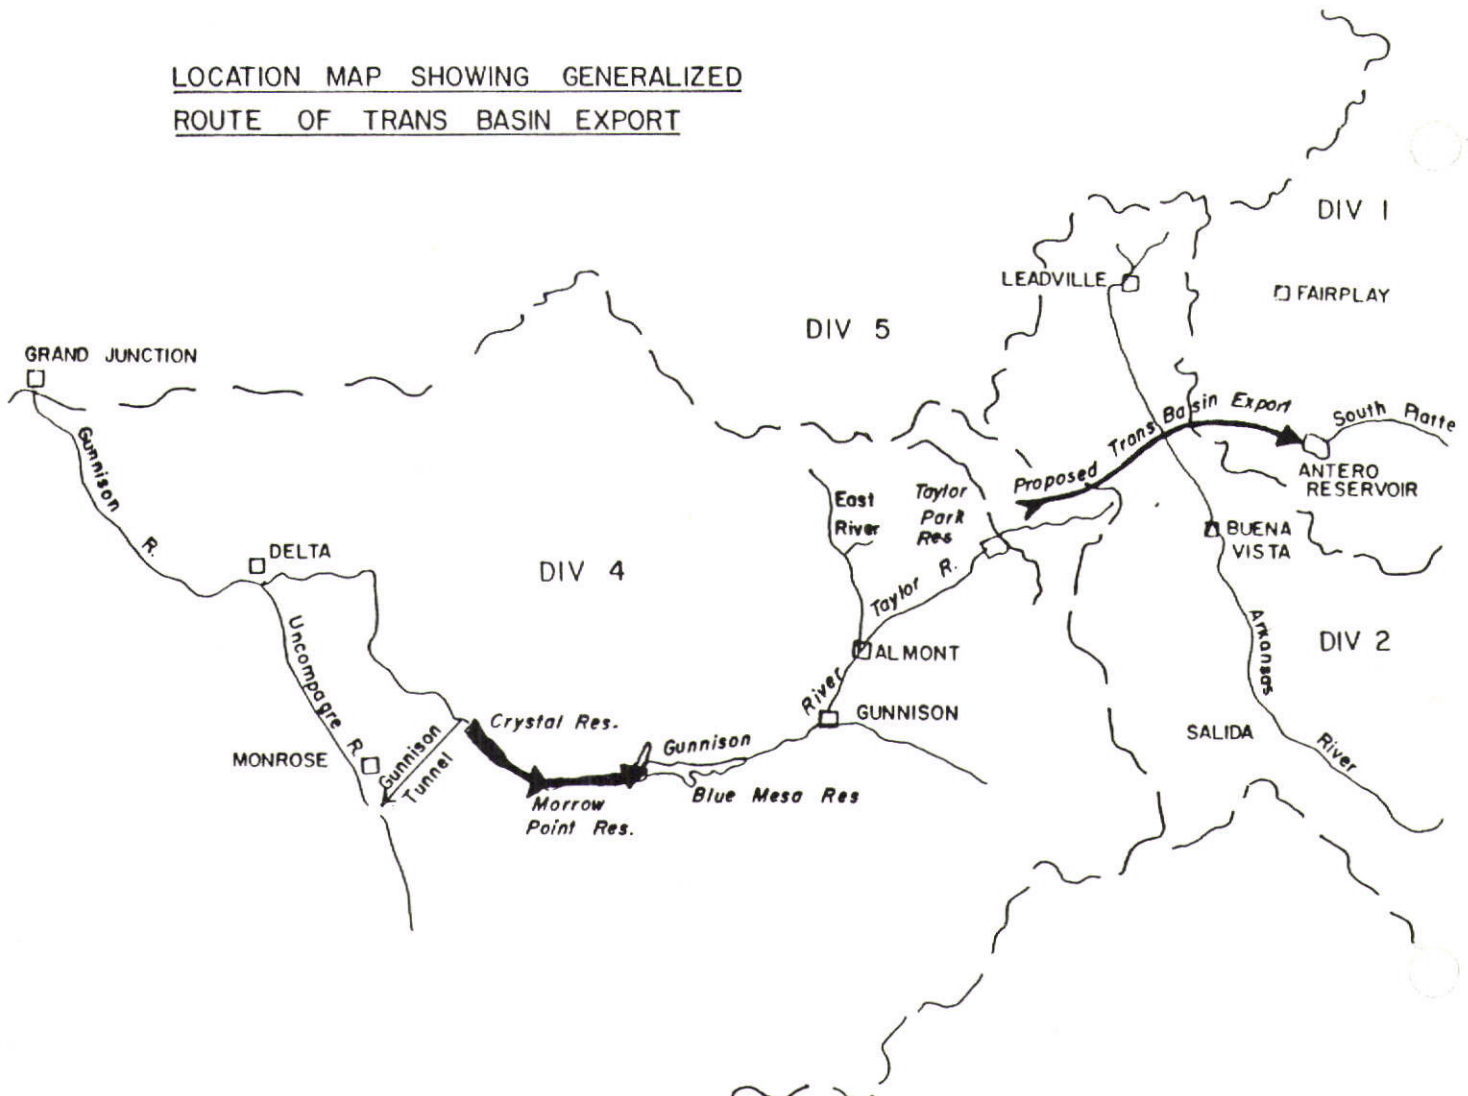 LOCATION MAP SHOWING GENERALIZED
ROUTE OF TRANS BASIN EXPORT
DIV 1
LEADVILLE
FAIRPLAY
DIV 5
GRAND JUNCTION
Proposed Trans Basin Export
South Platte
ANTERO
RESERVOIR
Gunnison R.
East
River
Taylor
Park
Res
BUENA
VISTA
DELTA
DIV 4
Taylor R.
Uncompagre R.
ALMONT
Arkansas
River
DIV 2
Crystal Res.
GUNNISON
SALIDA
MONROSE
Gunnison
Tunnel
Gunnison River
Morrow
Point Res.
Blue Mesa Res